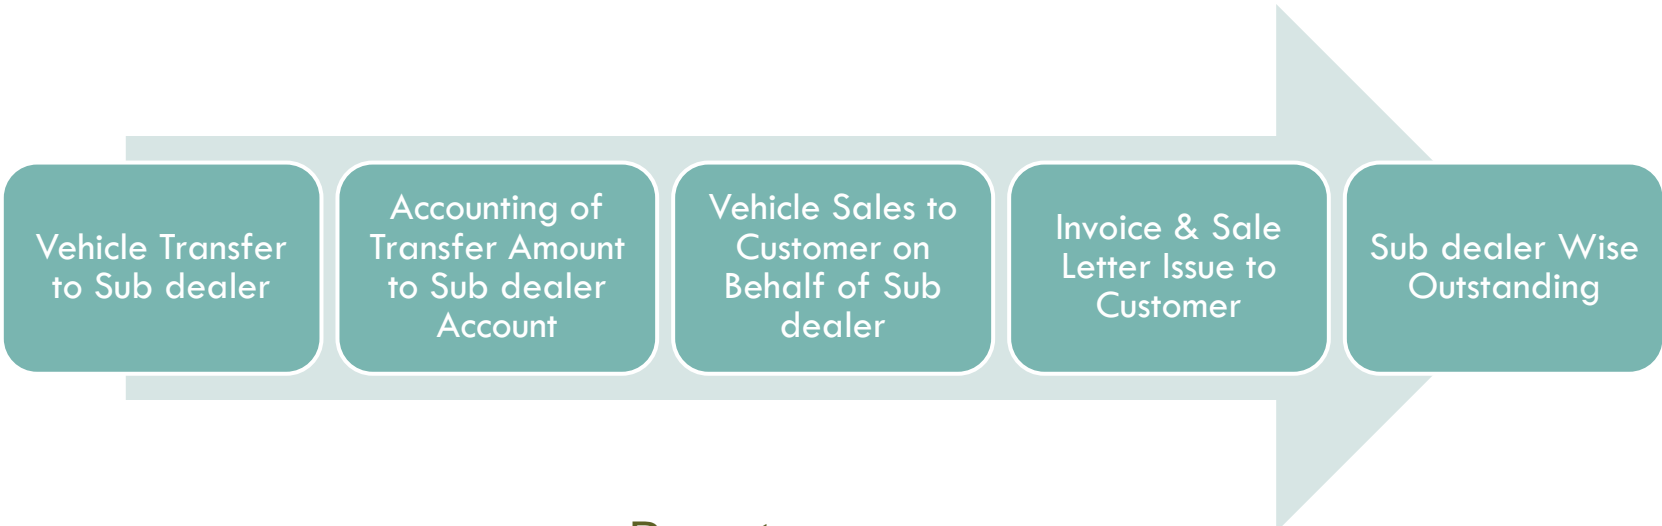 Vehicle Transfer
to Sub dealer
Accounting of
Transfer Amount
to Sub dealer
Account
Vehicle Sales to
Customer on
Behalf of Sub
dealer
Invoice & Sale
Letter Issue to
Customer
Sub dealer Wise
Outstanding